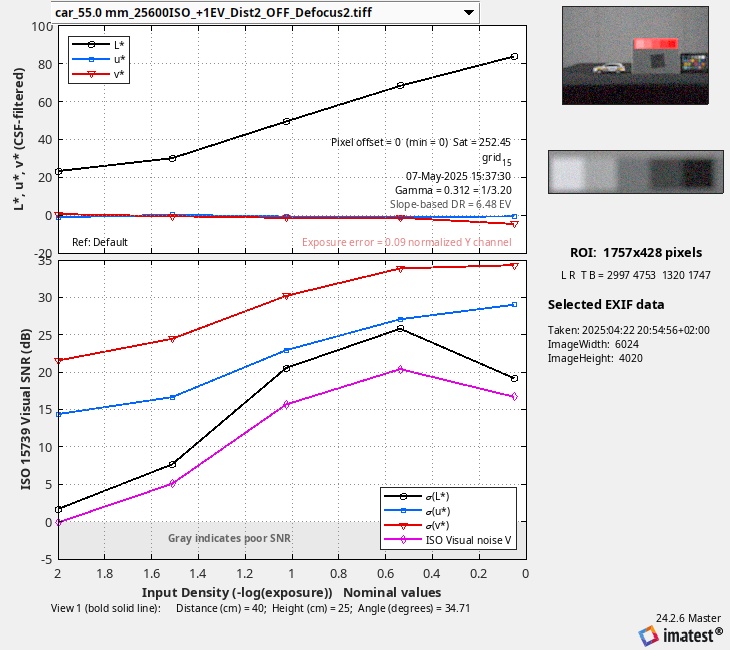 car_55.0 mm_25600ISO_+1EV_Dist2_OFF_Defocus2.tiff
L*, u*, v* (CSF-filtered)
100
80
60
40
20
0
-20
L*
u*
v*
Pixel offset = 0 (min = 0) Sat = 252.45
grid15
07-May-2025 15:37:30
Gamma = 0.312 = 1/3.20
Slope-based DR = 6.48 EV
Ref: Default
Exposure error = 0.09 normalized Y channel
ISO 15739 Visual SNR (dB)
35
30
25
20
15
10
5
0
-5
σ(L*)
σ(u*)
σ(v*)
ISO Visual noise V
Gray indicates poor SNR
2 1.8 1.6 1.4 1.2 1 0.8 0.6 0.4 0.2 0
Input Density (-log(exposure)) Nominal values
View 1 (bold solid line): Distance (cm) = 40; Height (cm) = 25; Angle (degrees) = 34.71
ROI: 1757x428 pixels
L R T B = 2997 4753 1320 1747
Selected EXIF data
Taken: 2025:04:22 20:54:56+02:00
ImageWidth: 6024
ImageHeight: 4020
24.2.6 Master
imatest®